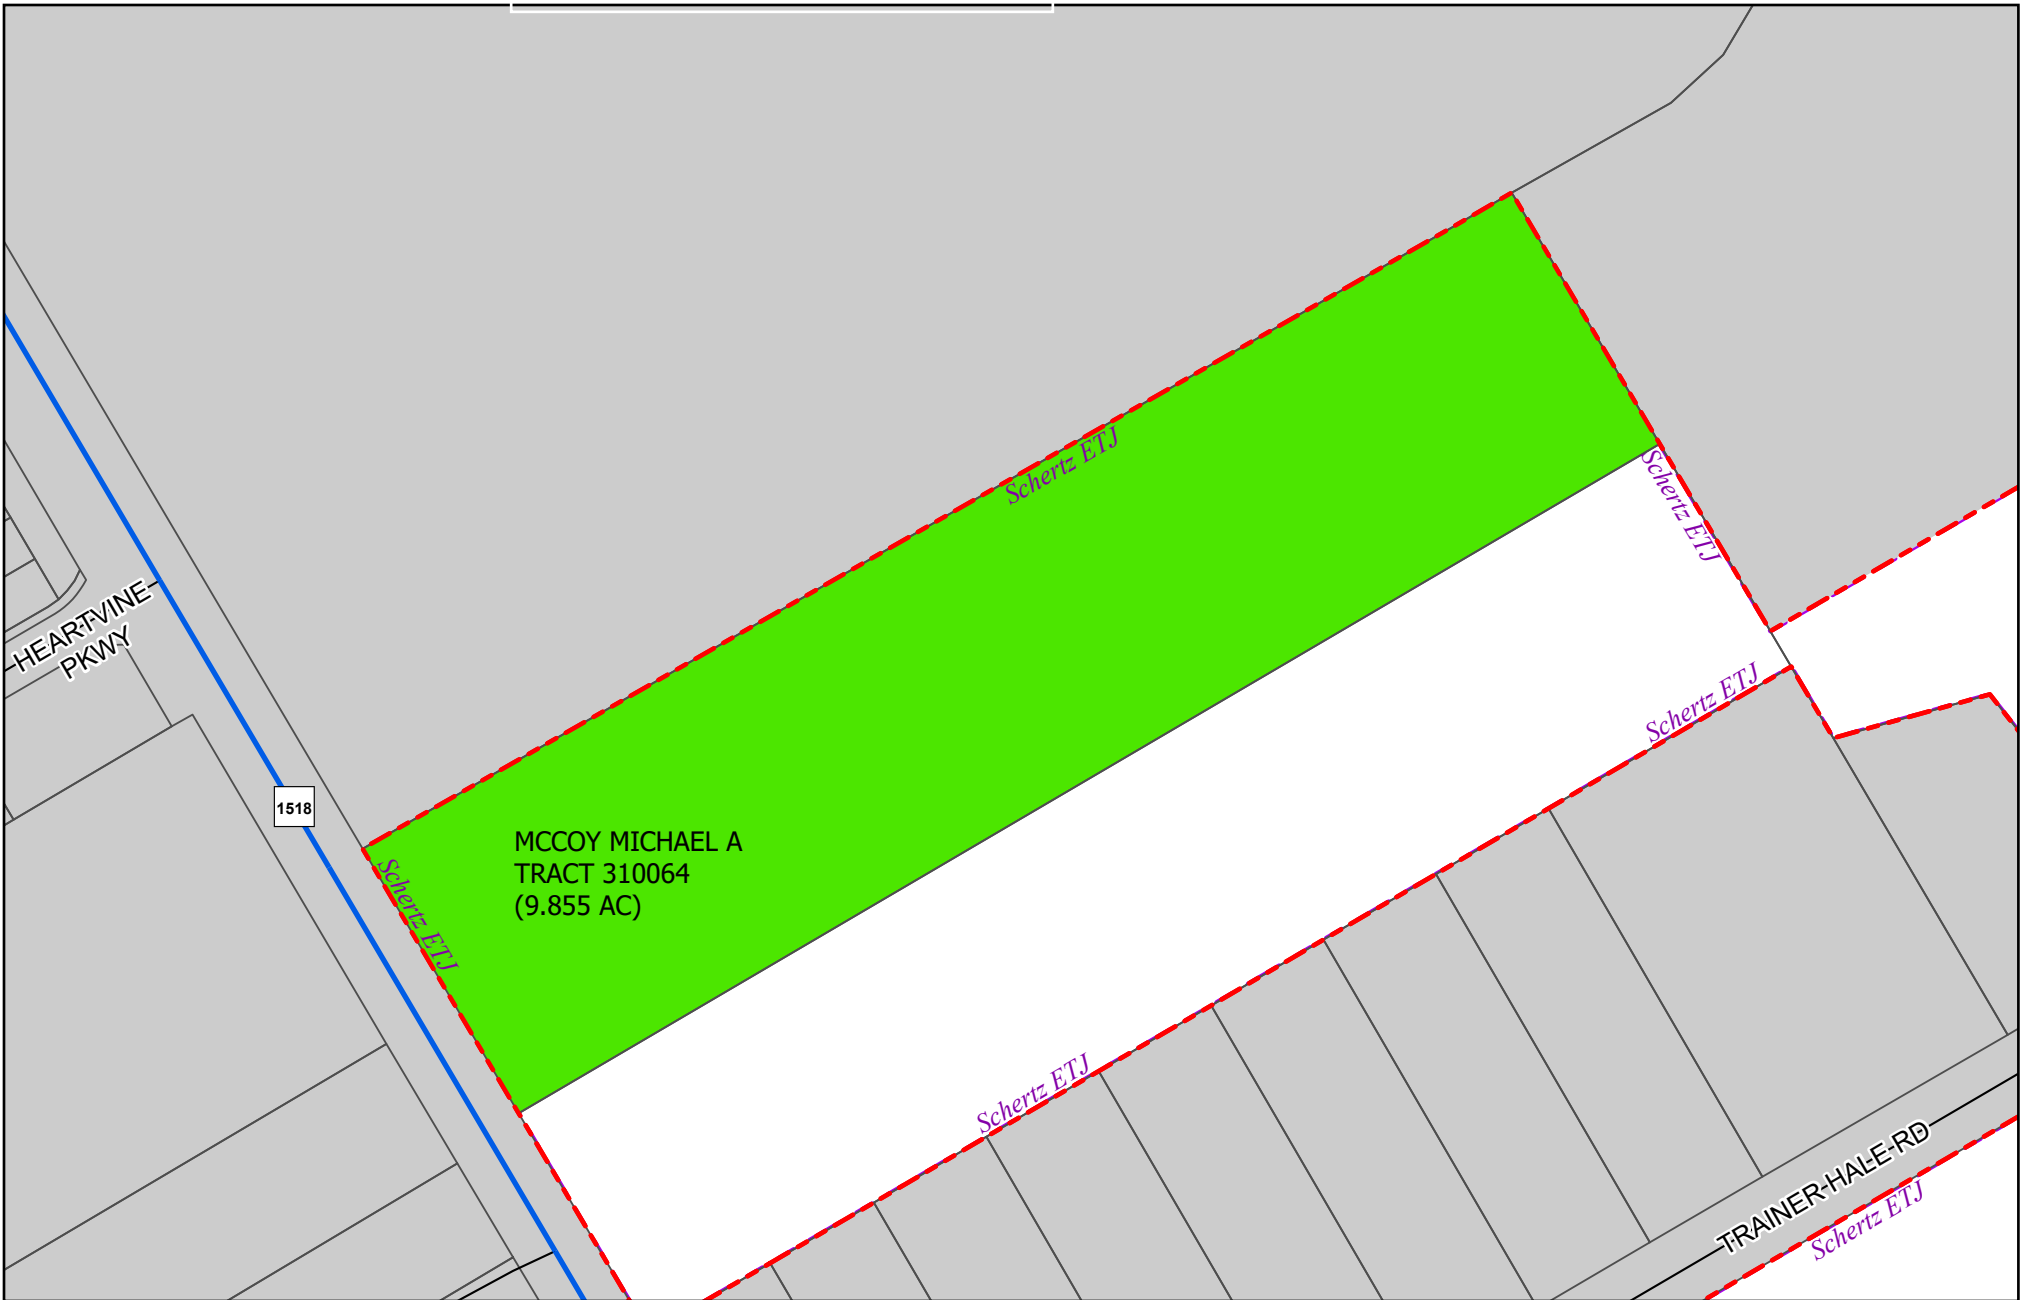 Schertz ETJ
Schertz ETJ
HEARTVINE
PKWY
Schertz ETJ
1518
MCCOY MICHAEL A
TRACT 310064
(9.855 AC)
Schertz ETJ
Schertz ETJ
TRAINER-HALE-RD
Schertz ETJ